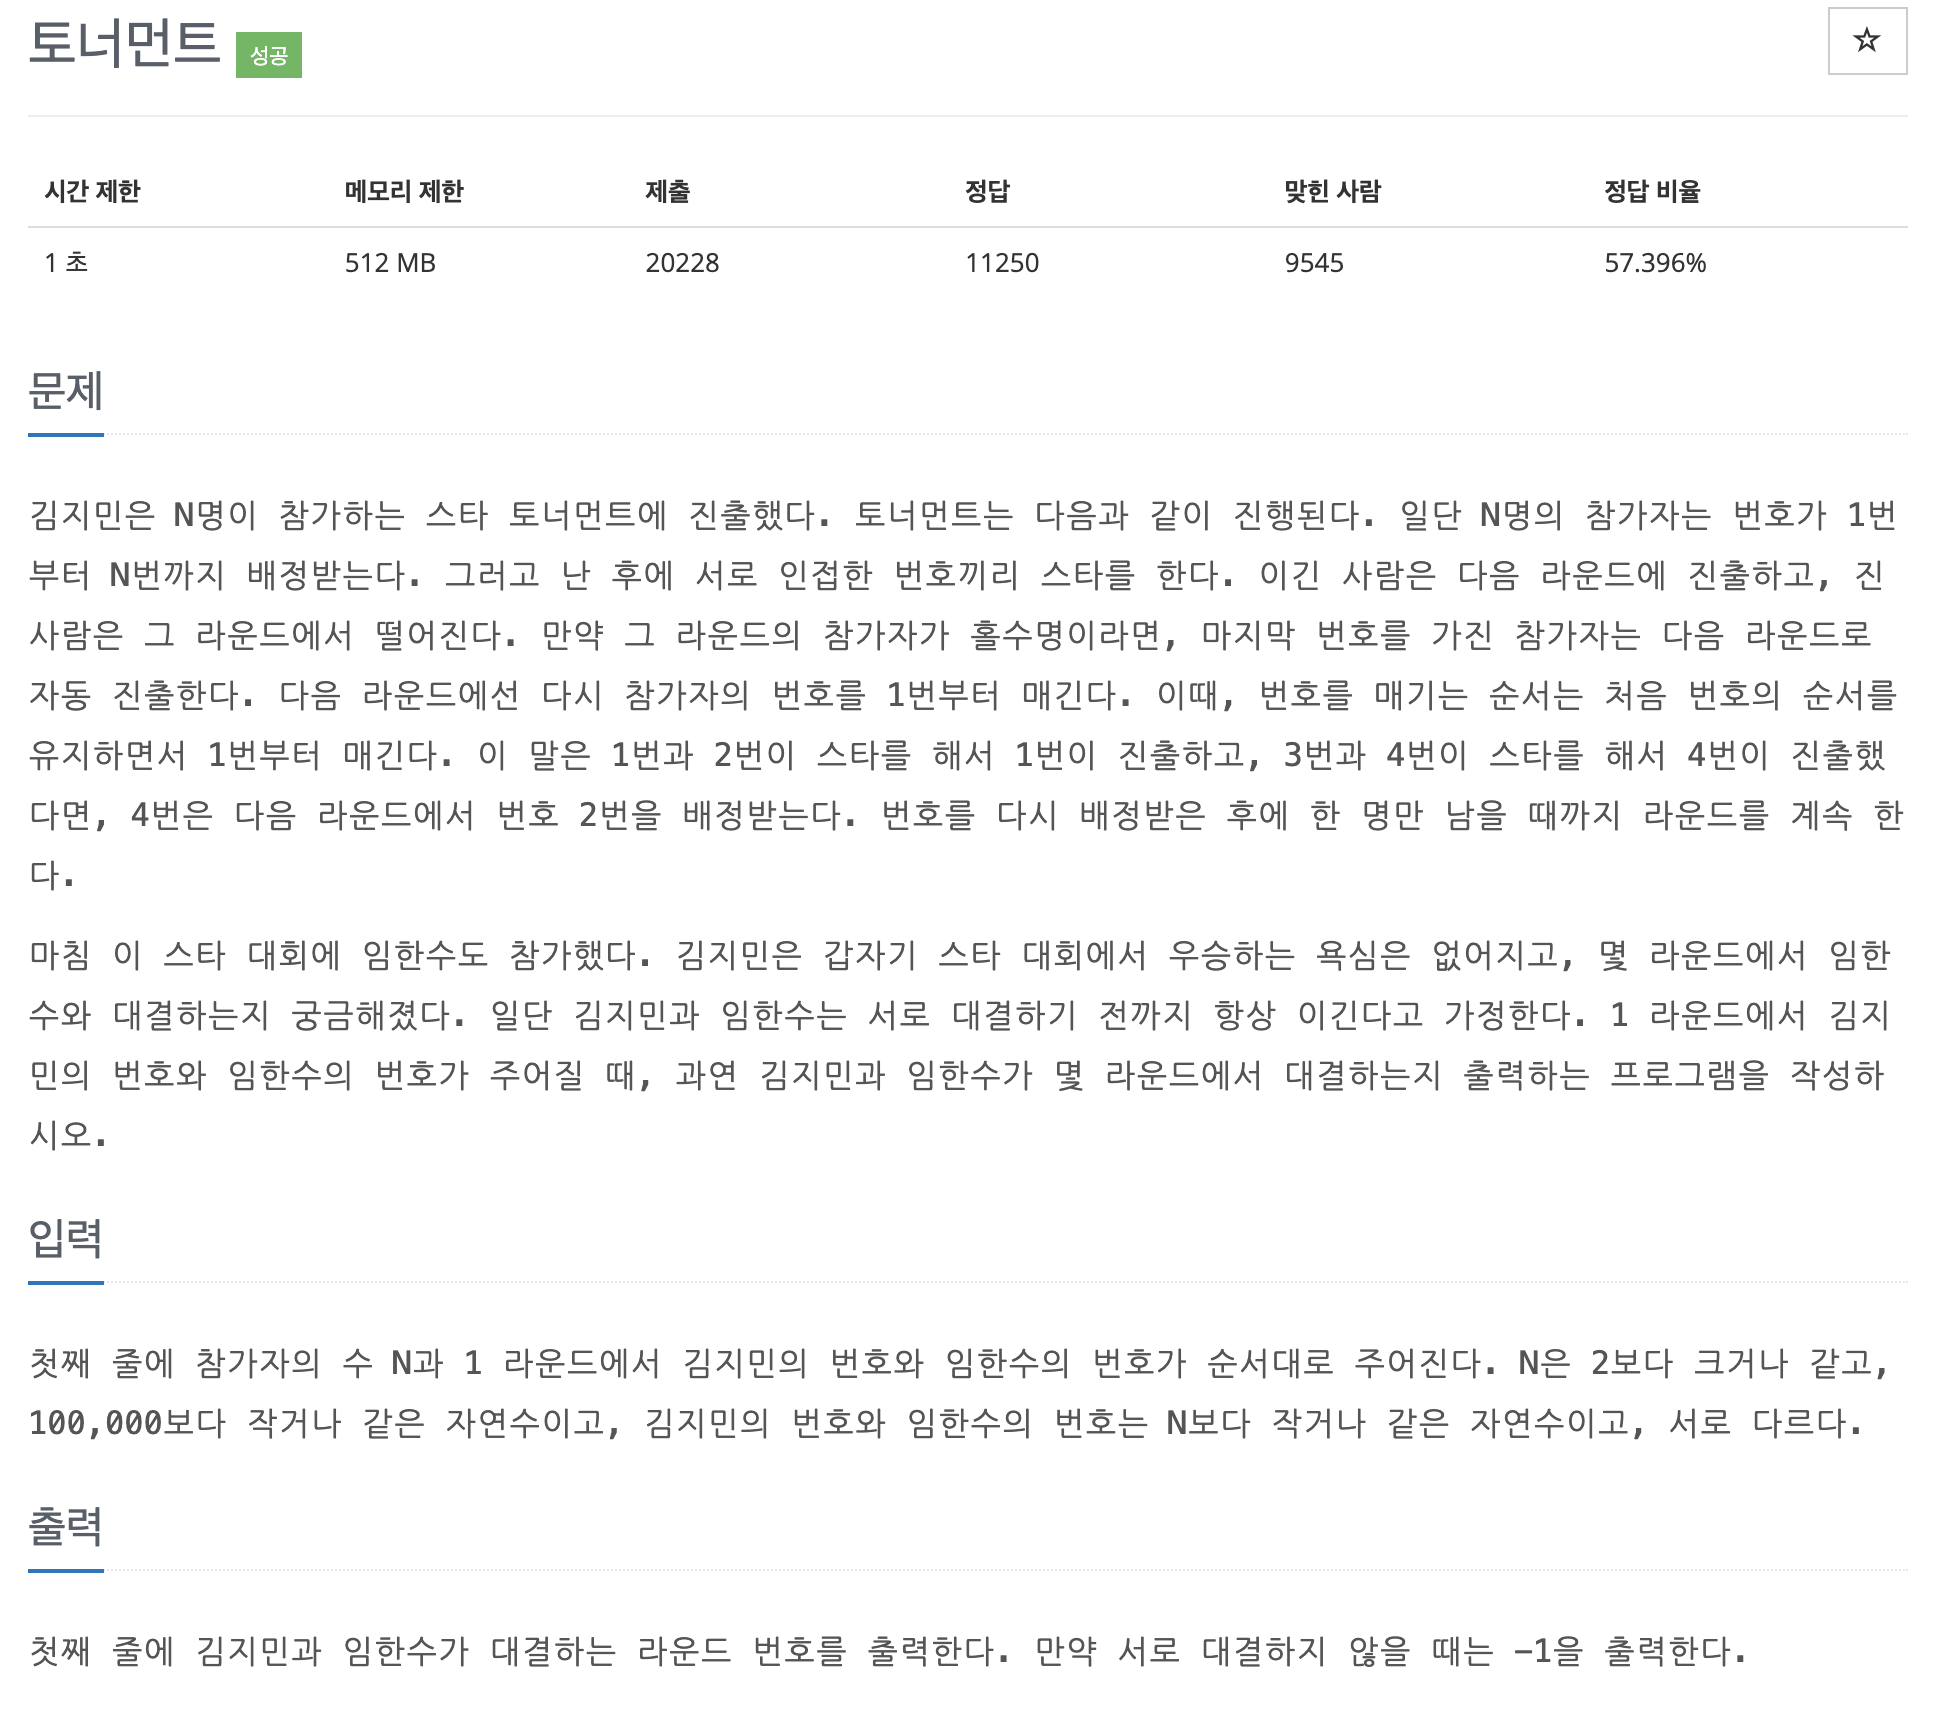 토너먼트 성공
☆
시간 제한 메모리 제한 제출 정답 맞힌 사람 정답 비율
1 초 512 MB 20228 11250 9545 57.396%
문제
김지민은 N명이 참가하는 스타 토너먼트에 진출했다. 토너먼트는 다음과 같이 진행된다. 일단 N명의 참가자는 번호가 1번
부터 N번까지 배정받는다. 그러고 난 후에 서로 인접한 번호끼리 스타를 한다. 이긴 사람은 다음 라운드에 진출하고, 진
사람은 그 라운드에서 떨어진다. 만약 그 라운드의 참가자가 홀수명이라면, 마지막 번호를 가진 참가자는 다음 라운드로
자동 진출한다. 다음 라운드에선 다시 참가자의 번호를 1번부터 매긴다. 이때, 번호를 매기는 순서는 처음 번호의 순서를
유지하면서 1번부터 매긴다. 이 말은 1번과 2번이 스타를 해서 1번이 진출하고, 3번과 4번이 스타를 해서 4번이 진출했
다면, 4번은 다음 라운드에서 번호 2번을 배정받는다. 번호를 다시 배정받은 후에 한 명만 남을 때까지 라운드를 계속 한
다.
마침 이 스타 대회에 임한수도 참가했다. 김지민은 갑자기 스타 대회에서 우승하는 욕심은 없어지고, 몇 라운드에서 임한
수와 대결하는지 궁금해졌다. 일단 김지민과 임한수는 서로 대결하기 전까지 항상 이긴다고 가정한다. 1 라운드에서 김지
민의 번호와 임한수의 번호가 주어질 때, 과연 김지민과 임한수가 몇 라운드에서 대결하는지 출력하는 프로그램을 작성하
시오.
입력
첫째 줄에 참가자의 수 N과 1 라운드에서 김지민의 번호와 임한수의 번호가 순서대로 주어진다. N은 2보다 크거나 같고,
100,000보다 작거나 같은 자연수이고, 김지민의 번호와 임한수의 번호는 N보다 작거나 같은 자연수이고, 서로 다르다.
출력
첫째 줄에 김지민과 임한수가 대결하는 라운드 번호를 출력한다. 만약 서로 대결하지 않을 때는 -1을 출력한다.